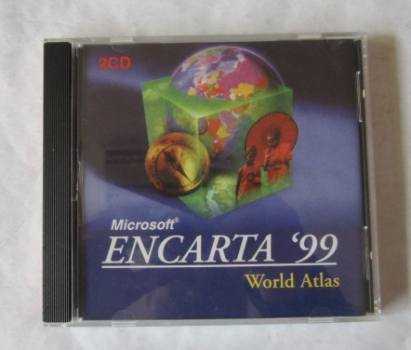 2CD
Microsoft®
ENCARTA '99
World Atlas